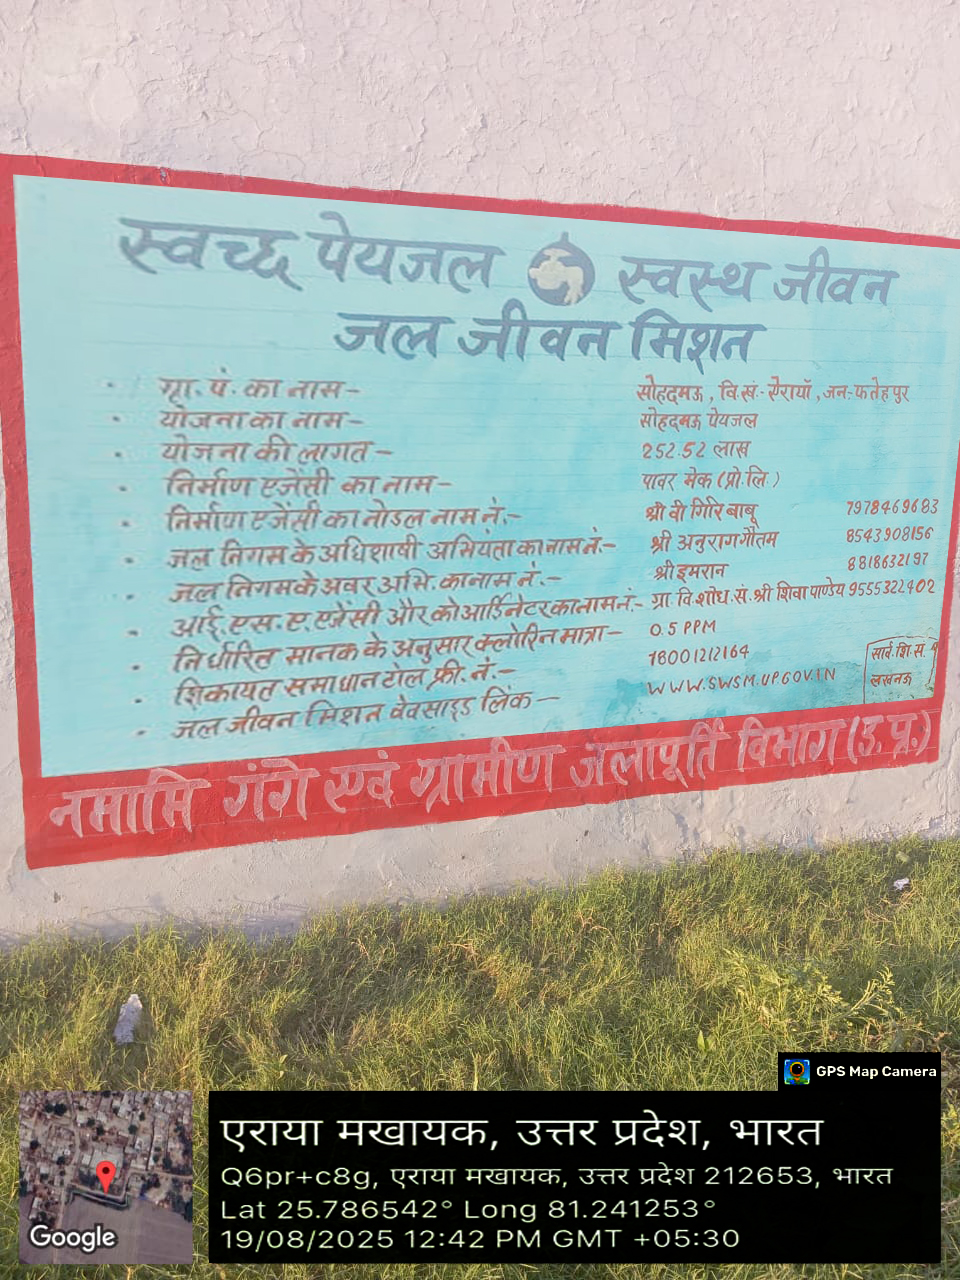 स्वच्छ पेयजल स्वस्थ जीवन
जल जीवन मिशन
ग्रा. पं. का नाम- सोहदमऊ, वि.खं.- ऐरायाँ, जन-फतेहपुर
योजना का नाम- सोहदमऊ पेयजल
योजना की लागत- 252.52 लाख
निर्माण एजेंसी का नाम- पावर मेक (प्रो.लि.)
निर्माण एजेंसी का नोडल नाम नं.- श्री वी गिरि बाबू 7978469683
जल निगम के अधिशाषी अभियंता का नाम नं.- श्री अनुराग गौतम 8543908156
जल निगम के अवर अभि. का नाम नं.- श्री इमरान 8818632197
आई. एस. ए. एजेंसी और कोआर्डिनेटर का नाम नं.- ग्रा. वि. शोध. सं. श्री शिवा पाण्डेय 9555322402
निर्धारित मानक के अनुसार क्लोरिन मात्रा- 0.5 PPM
शिकायत समाधान टोल फ्री. नं.- 18001212164
जल जीवन मिशन वेवसाइड लिंक- WWW.SWSM.UPGOV.IN
सार्व. शि. सं.
लखनऊ
नमामि गंगे एवं ग्रामीण जलापूर्ति विभाग (उ. प्र.)
GPS Map Camera
एराया मखायक, उत्तर प्रदेश, भारत
Q6pr+c8g, एराया मखायक, उत्तर प्रदेश 212653, भारत
Lat 25.786542° Long 81.241253°
19/08/2025 12:42 PM GMT +05:30
Google